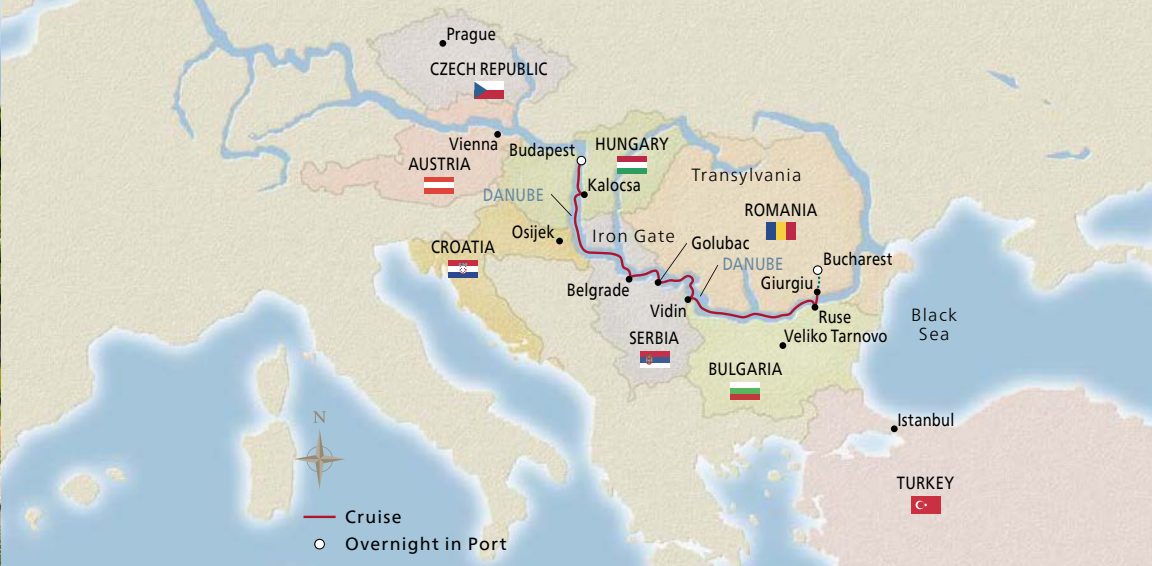 Prague
CZECH REPUBLIC
Vienna
Budapest
HUNGARY
AUSTRIA
Transylvania
DANUBE
Kalocsa
ROMANIA
Osijek
Iron Gate
Golubac
CROATIA
DANUBE
Bucharest
Belgrade
Giurgiu
Vidin
Ruse
Black
Sea
SERBIA
Veliko Tarnovo
BULGARIA
Istanbul
N
TURKEY
Cruise
Overnight in Port